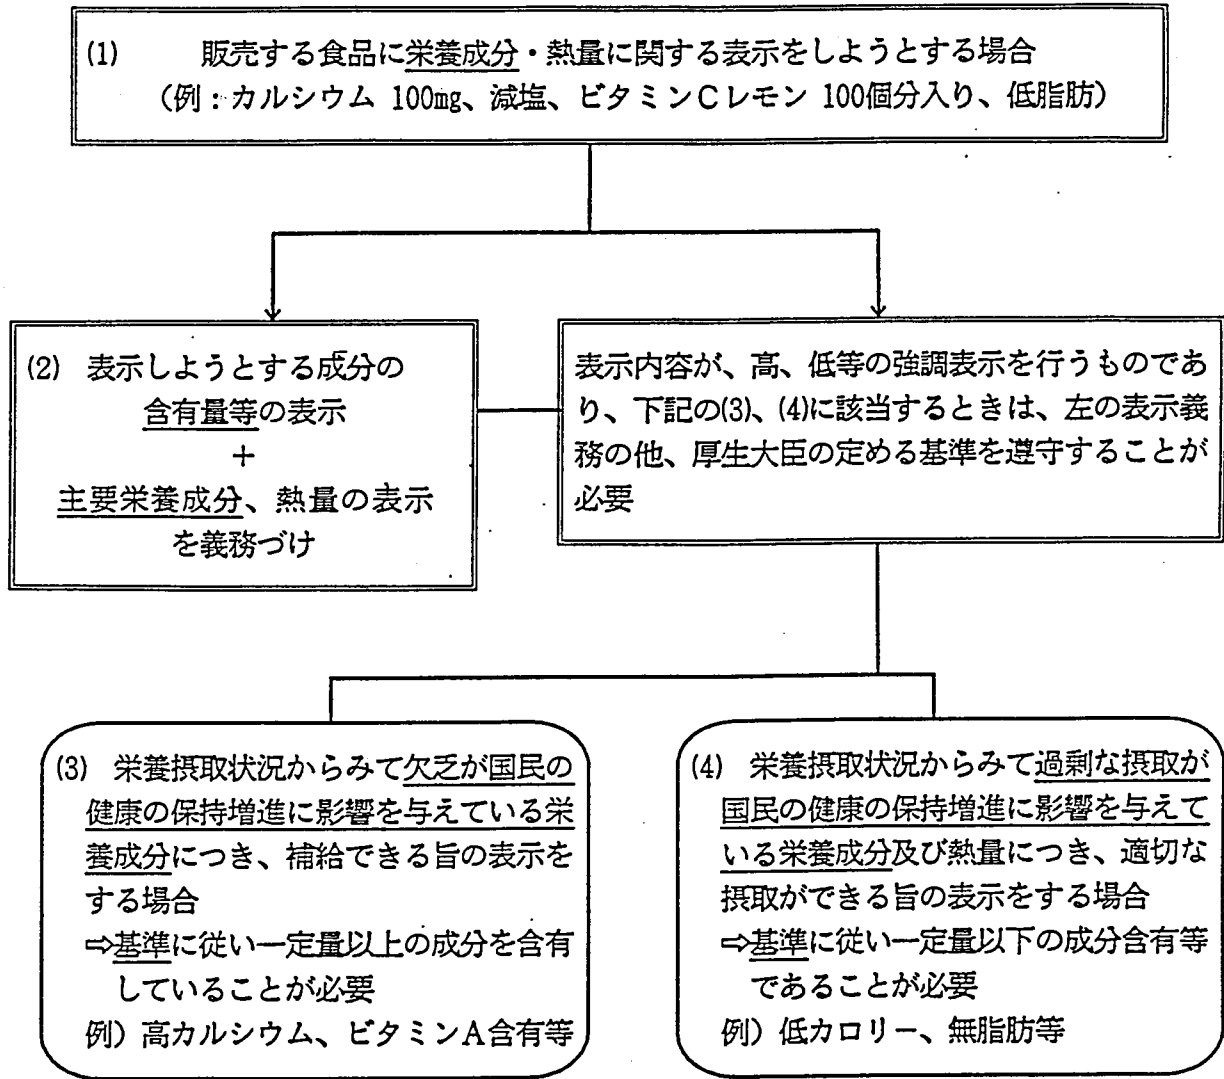 (1) 販売する食品に栄養成分・熱量に関する表示をしようとする場合
（例：カルシウム 100mg、減塩、ビタミンCレモン 100個分入り、低脂肪）
(2) 表示しようとする成分の
含有量等の表示
＋
主要栄養成分、熱量の表示
を義務づけ
表示内容が、高、低等の強調表示を行うものであ
り、下記の(3)、(4)に該当するときは、左の表示義
務の他、厚生大臣の定める基準を遵守することが
必要
(3) 栄養摂取状況からみて欠乏が国民の
健康の保持増進に影響を与えている栄
養成分につき、補給できる旨の表示を
する場合
⇨基準に従い一定量以上の成分を含有
していることが必要
例）高カルシウム、ビタミンA含有等
(4) 栄養摂取状況からみて過剰な摂取が
国民の健康の保持増進に影響を与えて
いる栄養成分及び熱量につき、適切な
摂取ができる旨の表示をする場合
⇨基準に従い一定量以下の成分含有等
であることが必要
例）低カロリー、無脂肪等